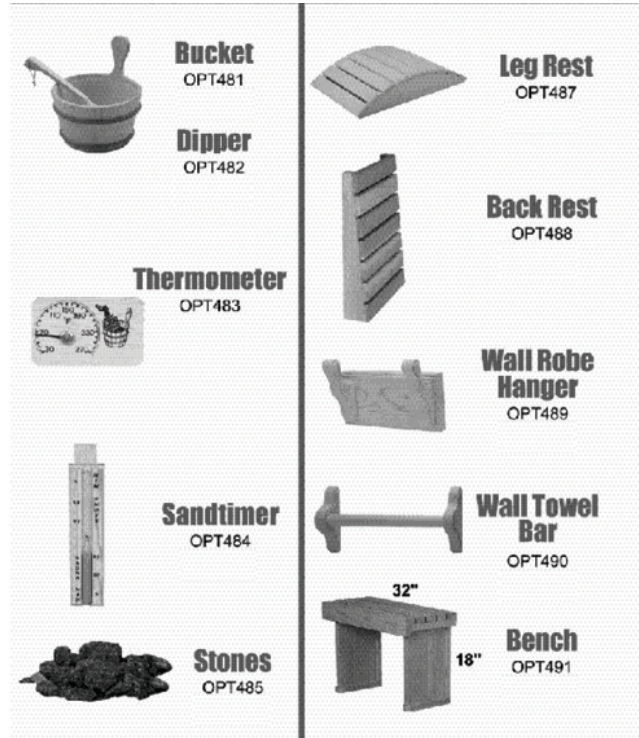 Bucket
OPT481
Dipper
OPT482
Thermometer
OPT483
Sandtimer
OPT484
Stones
OPT485
Leg Rest
OPT487
Back Rest
OPT488
Wall Robe
Hanger
OPT489
Wall Towel
Bar
OPT490
32"
18"
Bench
OPT491